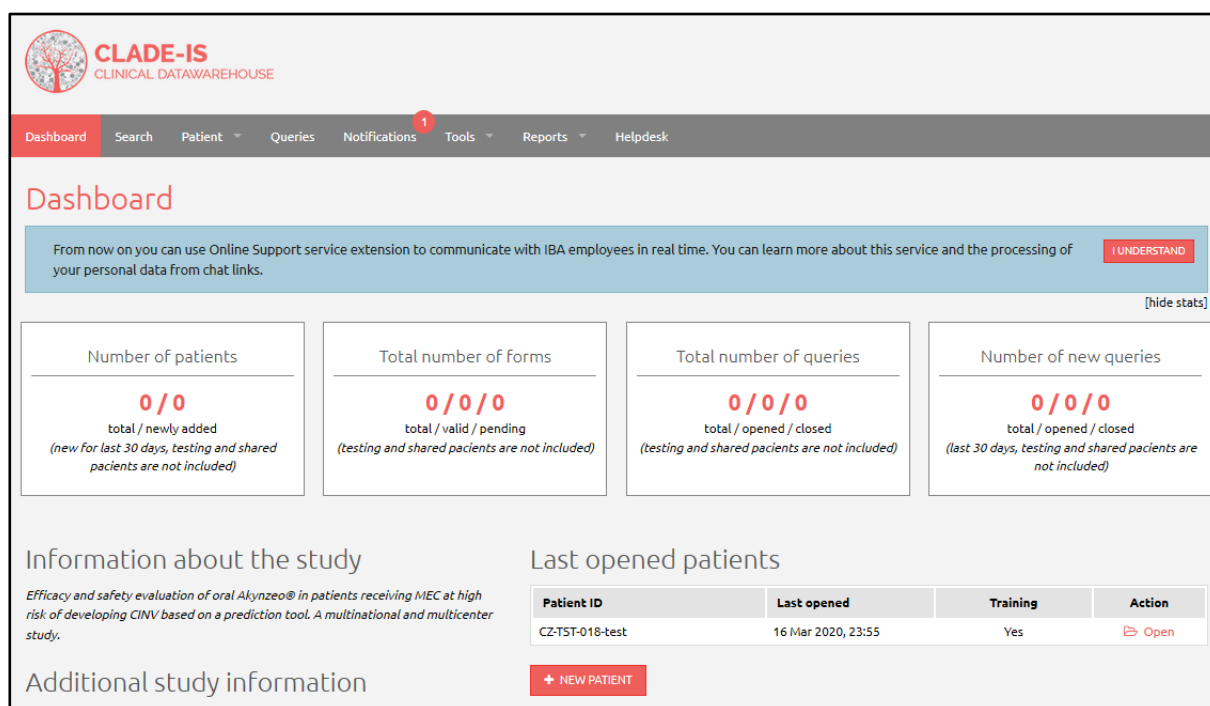 CLADE-IS
CLINICAL DATAWAREHOUSE
Dashboard Search Patient Queries Notifications 1 Tools Reports Helpdesk
Dashboard
From now on you can use Online Support service extension to communicate with IBA employees in real time. You can learn more about this service and the processing of
your personal data from chat links.
I UNDERSTAND
[hide stats]
Number of patients
0 / 0
total / newly added
(new for last 30 days, testing and shared
pacients are not included)
Total number of forms
0 / 0 / 0
total / valid / pending
(testing and shared pacients are not included)
Total number of queries
0 / 0 / 0
total / opened / closed
(testing and shared pacients are not included)
Number of new queries
0 / 0 / 0
total / opened / closed
(last 30 days, testing and shared pacients are
not included)
Information about the study
Efficacy and safety evaluation of oral Akynzeo® in patients receiving MEC at high
risk of developing CINV based on a prediction tool. A multinational and multicenter
study.
Additional study information
Last opened patients
Patient ID Last opened Training Action
CZ-TST-018-test 16 Mar 2020, 23:55 Yes Open
+ NEW PATIENT